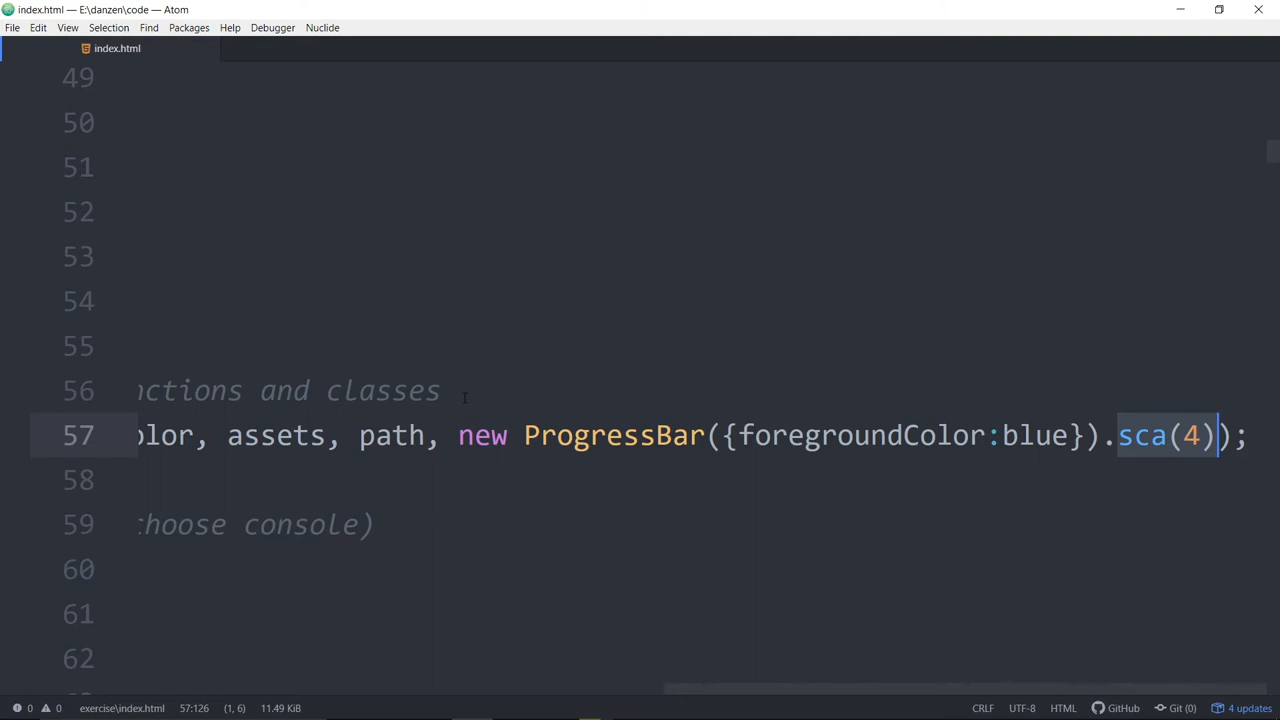 index.html — E:\danzen\code — Atom
File Edit View Selection Find Packages Help Debugger Nuclide
index.html
49
50
51
52
53
54
55
56 nctions and classes
57 olor, assets, path, new ProgressBar({foregroundColor:blue}).sca(4));
58
59 choose console)
60
61
62
0 0 exercise\index.html 57:126 (1, 6) 11.49 KiB CRLF UTF-8 HTML GitHub Git (0) 4 updates